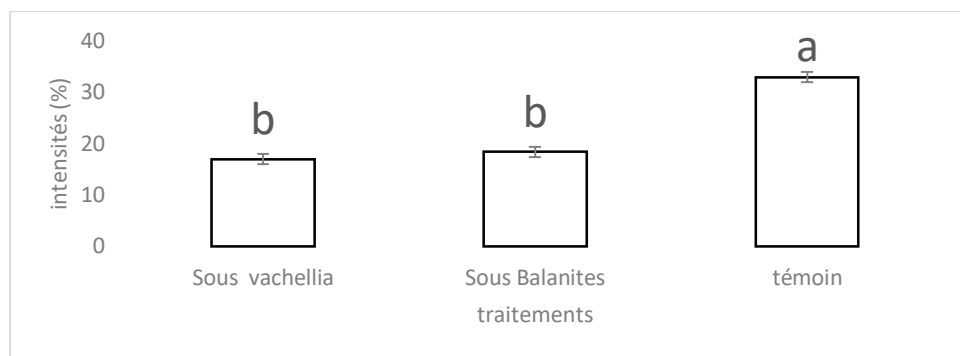 40
30
20
10
0
intensités (%)
b
b
a
Sous vachellia
Sous Balanites
témoin
traitements